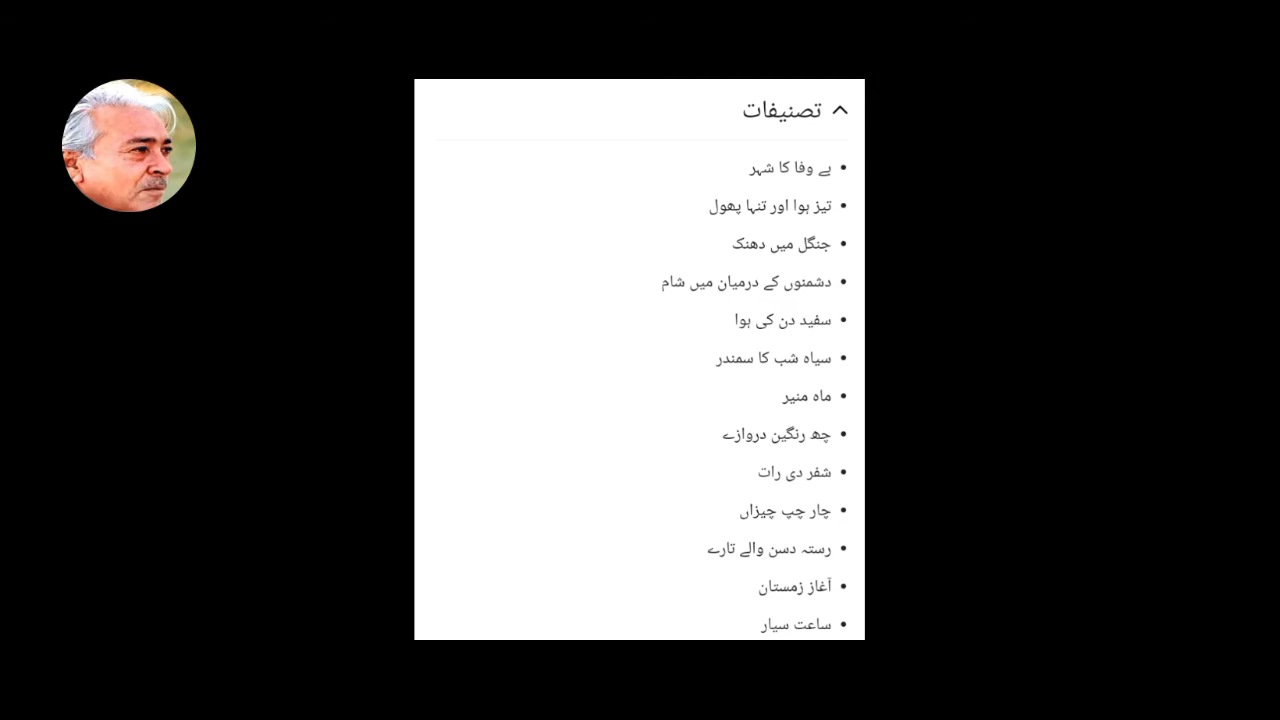 تصنیفات
بے وفا کا شہر
تیز ہوا اور تنہا پھول
جنگل میں دھنک
دشمنوں کے درمیان میں شام
سفید دن کی ہوا
سیاہ شب کا سمندر
ماہ منیر
چھ رنگین دروازے
شفر دی رات
چار چپ چیزاں
رستہ دسن والے تارے
آغاز زمستان
ساعت سیار